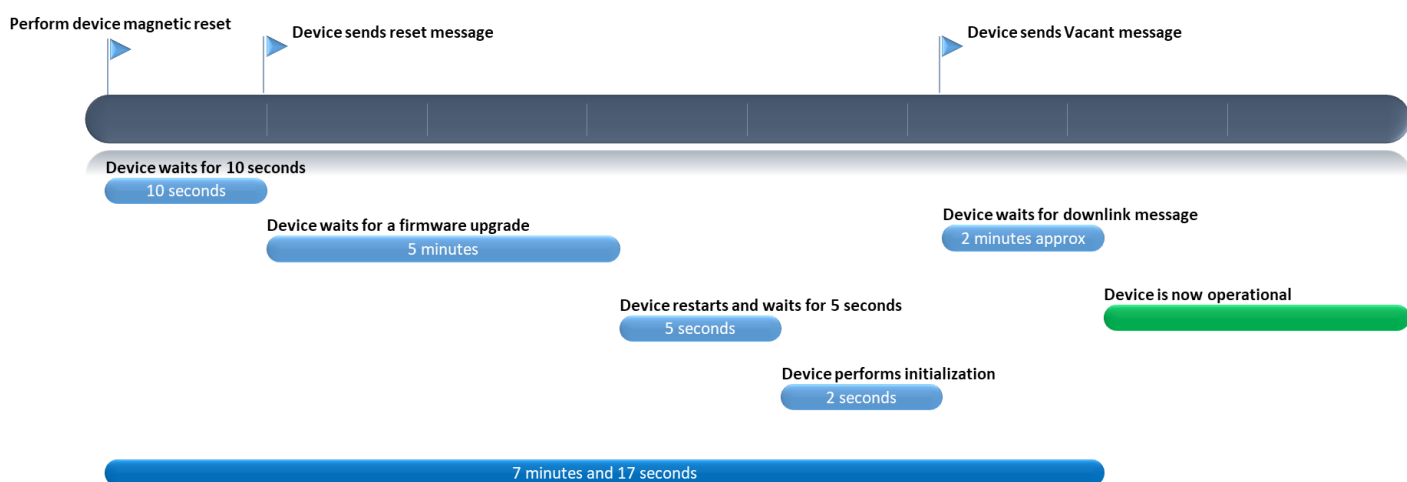 Perform device magnetic reset
Device sends reset message
Device sends Vacant message
Device waits for 10 seconds
10 seconds
Device waits for a firmware upgrade
5 minutes
Device waits for downlink message
2 minutes approx
Device restarts and waits for 5 seconds
5 seconds
Device is now operational
Device performs initialization
2 seconds
7 minutes and 17 seconds